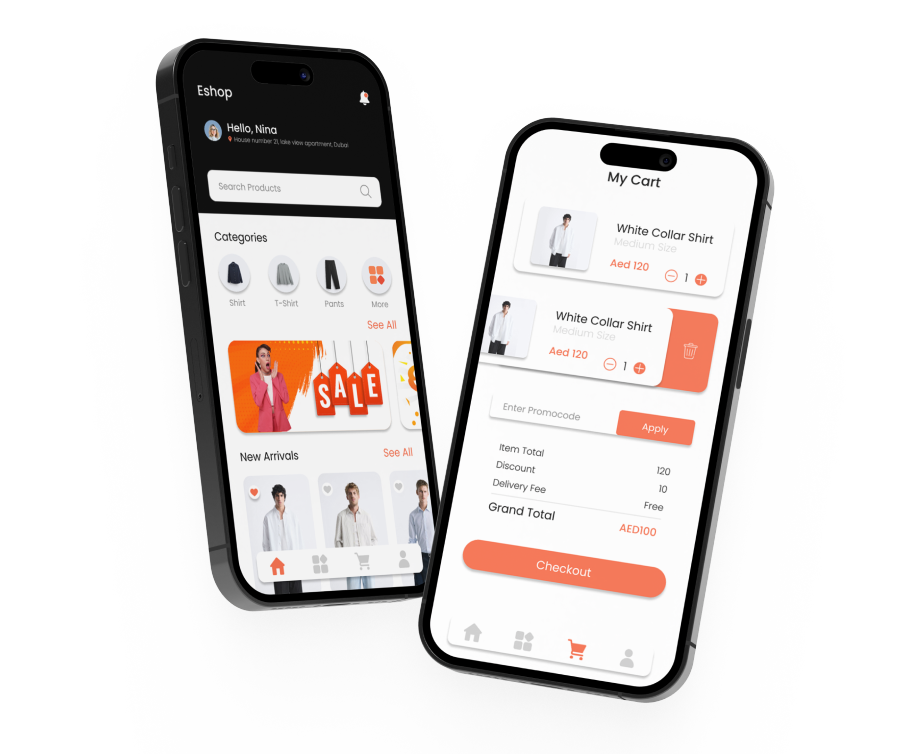 Eshop
Hello, Nina
House number 21, lake view apartment, Dubai
Search Products
Categories
Shirt
T-Shirt
Pants
More
See All
SALE
New Arrivals
See All
My Cart
White Collar Shirt
Medium Size
Aed 120
1
White Collar Shirt
Medium Size
Aed 120
1
Enter Promocode
Apply
Item Total
120
Discount
10
Delivery Fee
Free
Grand Total
AED100
Checkout